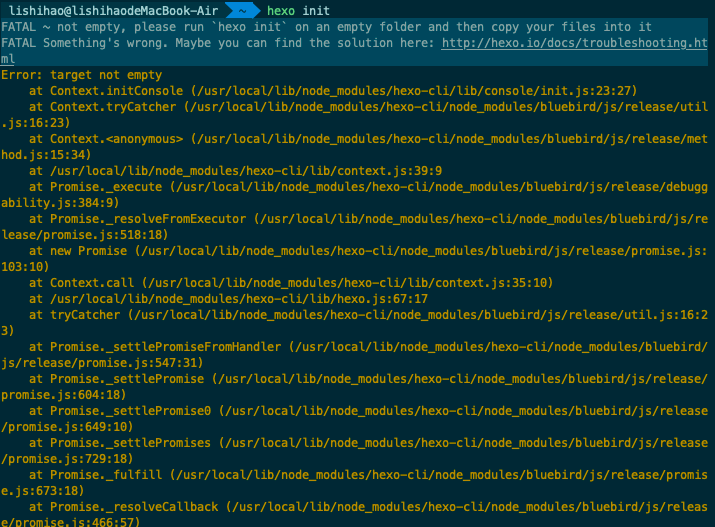 lishihao@lishihaodeMacBook-Air ~ hexo init
FATAL ~ not empty, please run `hexo init` on an empty folder and then copy your files into it
FATAL Something's wrong. Maybe you can find the solution here: http://hexo.io/docs/troubleshooting.ht
ml
Error: target not empty
    at Context.initConsole (/usr/local/lib/node_modules/hexo-cli/lib/console/init.js:23:27)
    at Context.tryCatcher (/usr/local/lib/node_modules/hexo-cli/node_modules/bluebird/js/release/util
.js:16:23)
    at Context.<anonymous> (/usr/local/lib/node_modules/hexo-cli/node_modules/bluebird/js/release/met
hod.js:15:34)
    at /usr/local/lib/node_modules/hexo-cli/lib/context.js:39:9
    at Promise._execute (/usr/local/lib/node_modules/hexo-cli/node_modules/bluebird/js/release/debugg
ability.js:384:9)
    at Promise._resolveFromExecutor (/usr/local/lib/node_modules/hexo-cli/node_modules/bluebird/js/re
lease/promise.js:518:18)
    at new Promise (/usr/local/lib/node_modules/hexo-cli/node_modules/bluebird/js/release/promise.js:
103:10)
    at Context.call (/usr/local/lib/node_modules/hexo-cli/lib/context.js:35:10)
    at /usr/local/lib/node_modules/hexo-cli/lib/hexo.js:67:17
    at tryCatcher (/usr/local/lib/node_modules/hexo-cli/node_modules/bluebird/js/release/util.js:16:2
3)
    at Promise._settlePromiseFromHandler (/usr/local/lib/node_modules/hexo-cli/node_modules/bluebird/
js/release/promise.js:547:31)
    at Promise._settlePromise (/usr/local/lib/node_modules/hexo-cli/node_modules/bluebird/js/release/
promise.js:604:18)
    at Promise._settlePromise0 (/usr/local/lib/node_modules/hexo-cli/node_modules/bluebird/js/release
/promise.js:649:10)
    at Promise._settlePromises (/usr/local/lib/node_modules/hexo-cli/node_modules/bluebird/js/release
/promise.js:729:18)
    at Promise._fulfill (/usr/local/lib/node_modules/hexo-cli/node_modules/bluebird/js/release/promis
e.js:673:18)
    at Promise._resolveCallback (/usr/local/lib/node_modules/hexo-cli/node_modules/bluebird/js/releas
e/promise.js:466:57)